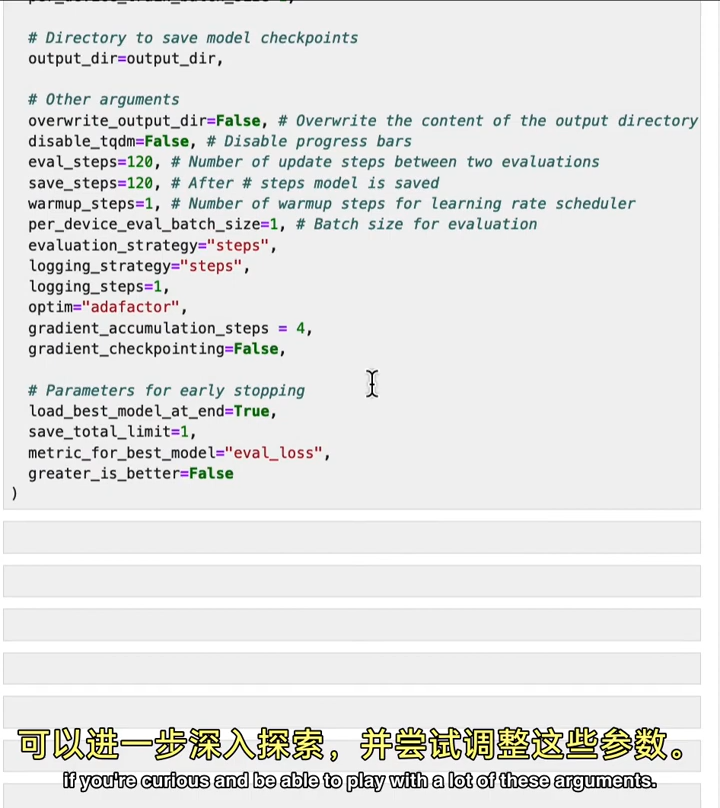 # Directory to save model checkpoints
output_dir=output_dir,
# Other arguments
overwrite_output_dir=False, # Overwrite the content of the output directory
disable_tqdm=False, # Disable progress bars
eval_steps=120, # Number of update steps between two evaluations
save_steps=120, # After # steps model is saved
warmup_steps=1, # Number of warmup steps for learning rate scheduler
per_device_eval_batch_size=1, # Batch size for evaluation
evaluation_strategy="steps",
logging_strategy="steps",
logging_steps=1,
optim="adafactor",
gradient_accumulation_steps = 4,
gradient_checkpointing=False,
# Parameters for early stopping
load_best_model_at_end=True,
save_total_limit=1,
metric_for_best_model="eval_loss",
greater_is_better=False
)
可以进一步深入探索，并尝试调整这些参数。
if you're curious and be able to play with a lot of these arguments.